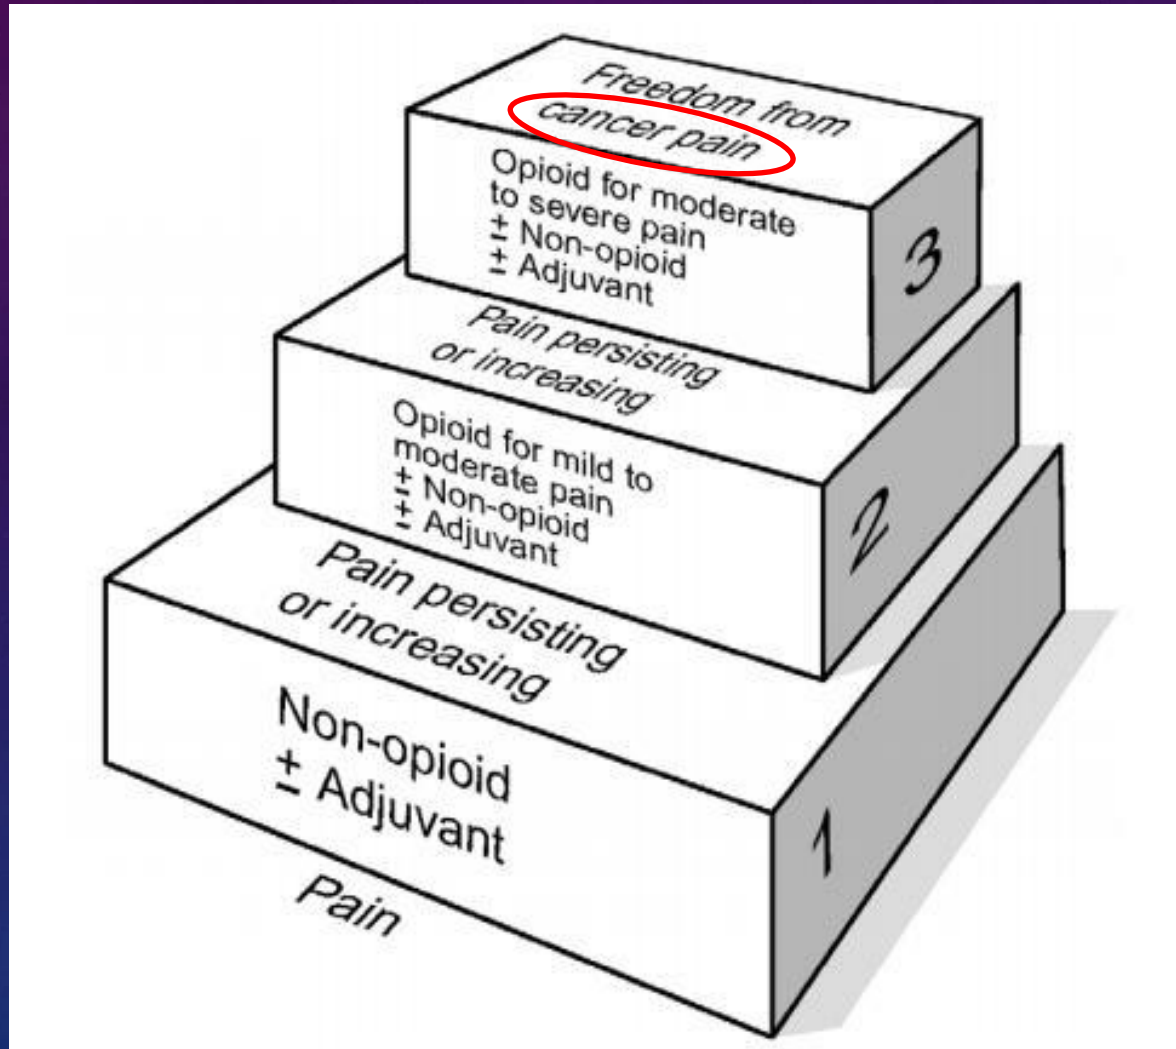 Freedom from
cancer pain
Opioid for moderate
to severe pain
± Non-opioid
± Adjuvant
3
Pain persisting
or increasing
Opioid for mild to
moderate pain
± Non-opioid
± Adjuvant
2
Pain persisting
or increasing
Non-opioid
± Adjuvant
1
Pain